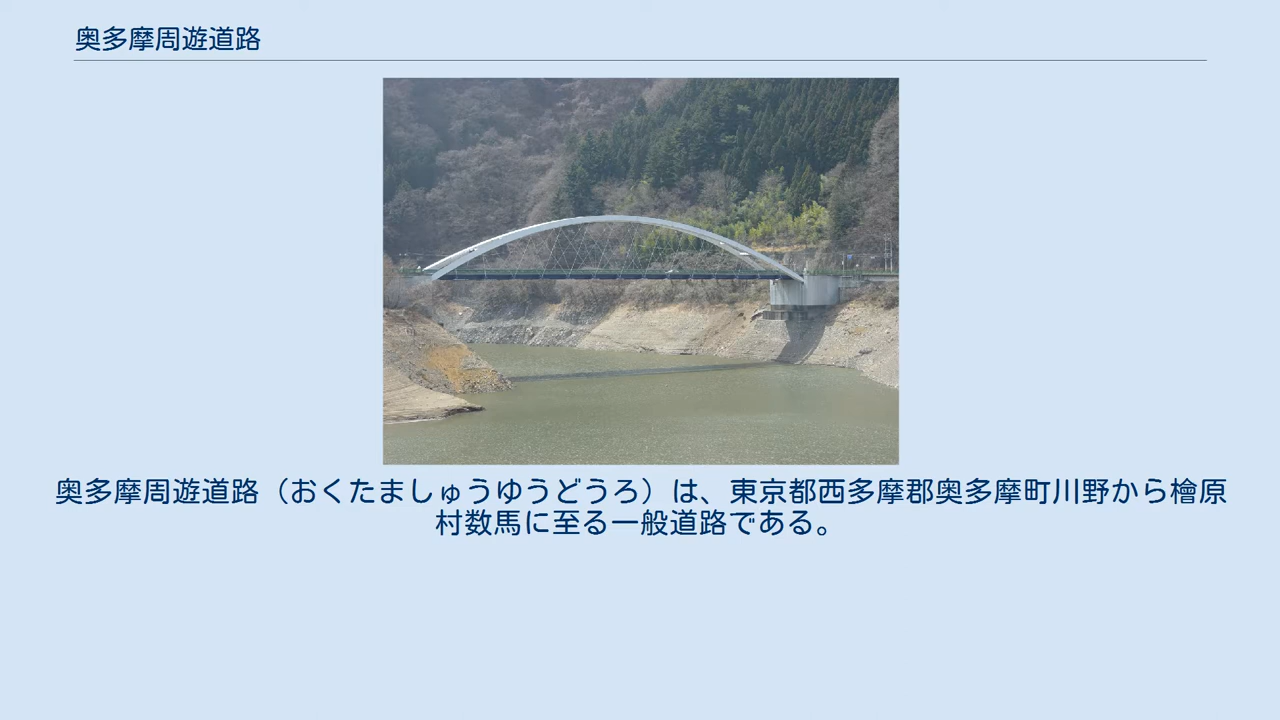 奥多摩周遊道路
奥多摩周遊道路（おくたましゅうゆうどうろ）は、東京都西多摩郡奥多摩町川野から檜原
村数馬に至る一般道路である。